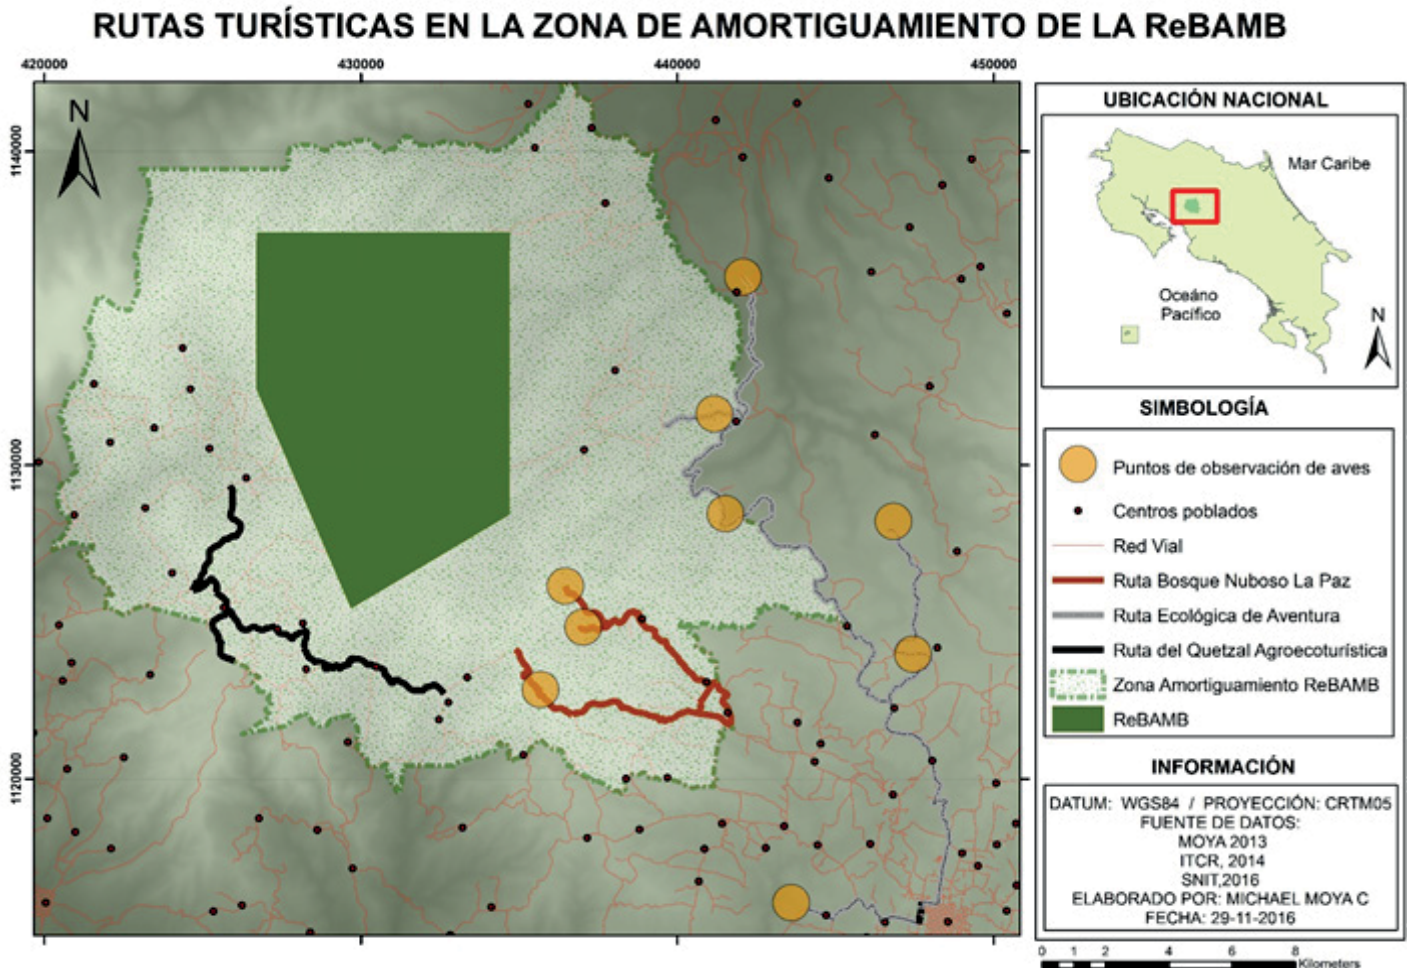 RUTAS TURÍSTICAS EN LA ZONA DE AMORTIGUAMIENTO DE LA ReBAMB
420000
430000
440000
450000
1140000
1130000
1120000
N
UBICACIÓN NACIONAL
Mar Caribe
Oceáno
Pacífico
N
SIMBOLOGÍA
Puntos de observación de aves
Centros poblados
Red Vial
Ruta Bosque Nuboso La Paz
Ruta Ecológica de Aventura
Ruta del Quetzal Agroecoturística
Zona Amortiguamiento ReBAMB
ReBAMB
INFORMACIÓN
DATUM: WGS84 / PROYECCIÓN: CRTM05
FUENTE DE DATOS:
MOYA 2013
ITCR, 2014
SNIT,2016
ELABORADO POR: MICHAEL MOYA C
FECHA: 29-11-2016
0 1 2 4 6 8
Kilometers